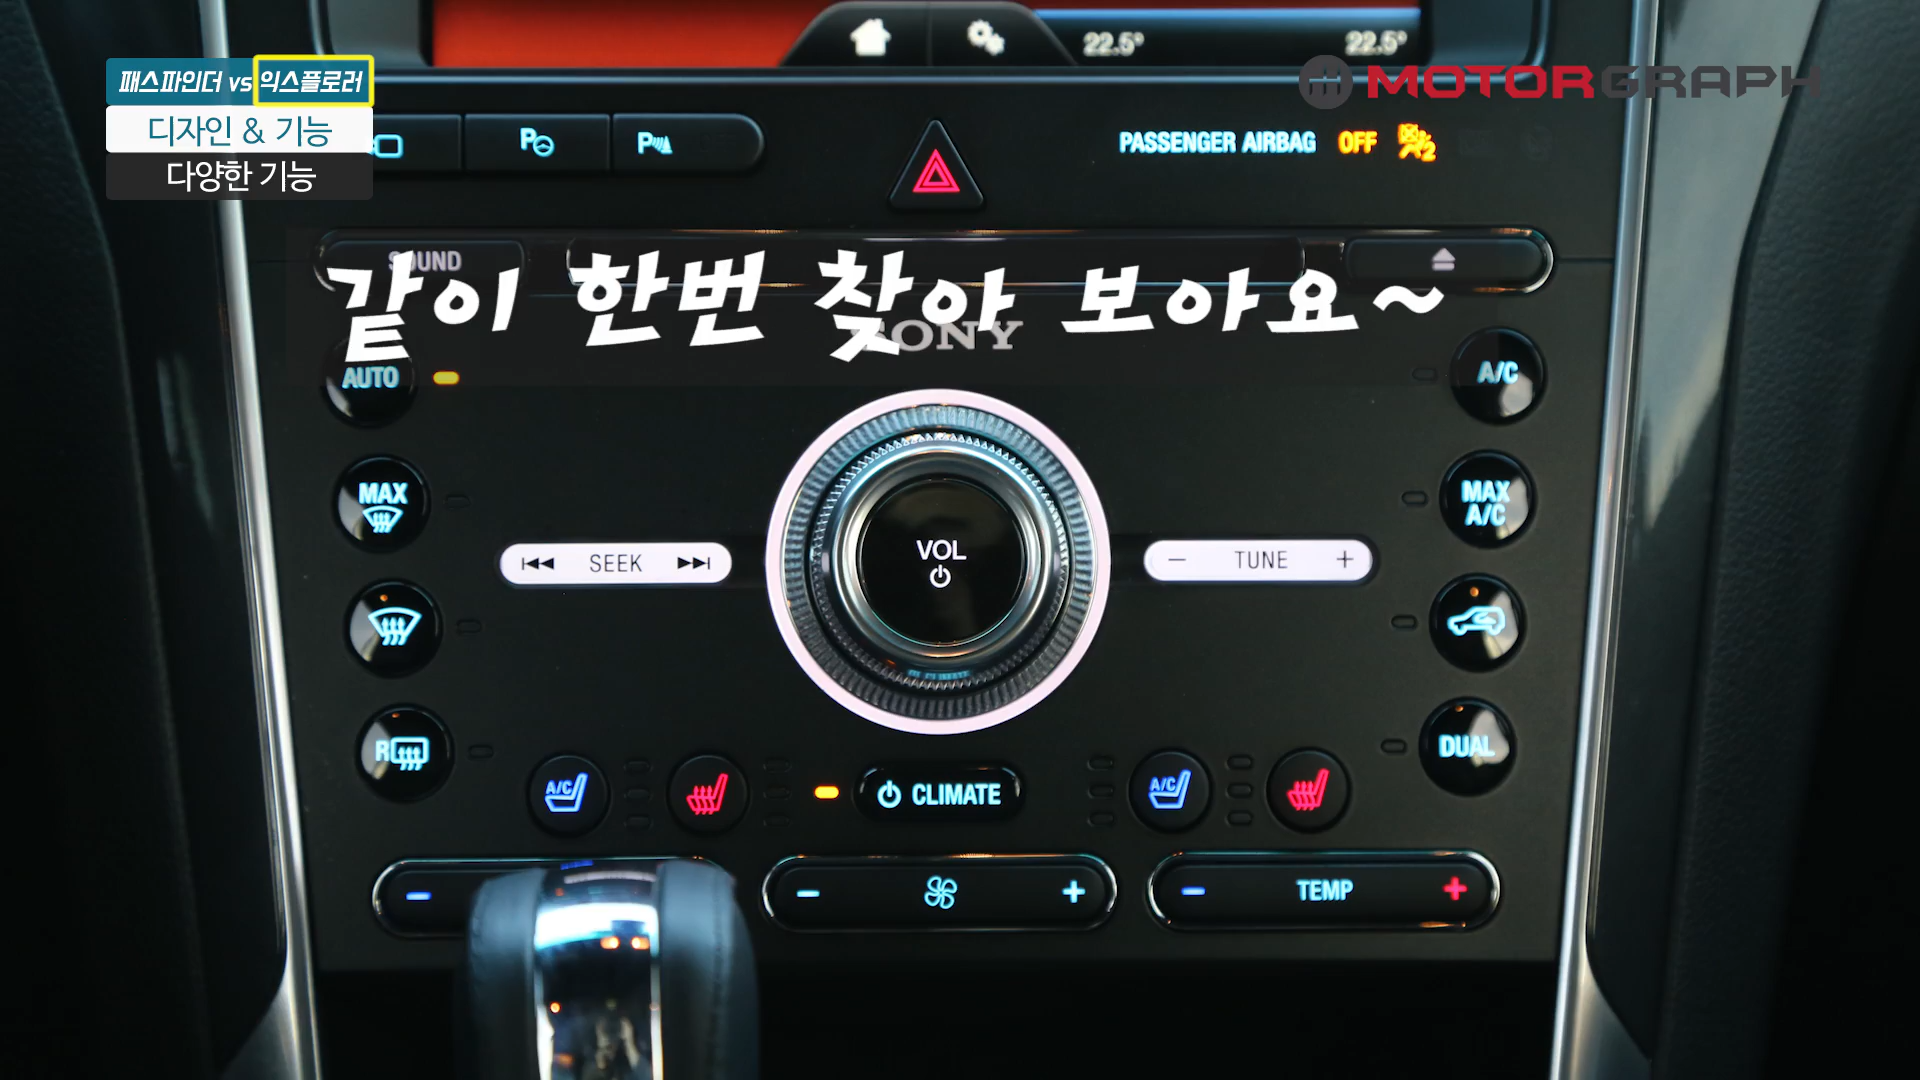 22.5° 22.5°
패스파인더 vs 익스플로러
MOTORGRAPH
디자인 & 기능
다양한 기능
P P
PASSENGER AIRBAG OFF 2
SOUND
같이 한번 찾아 보아요~
SONY
AUTO
A/C
MAX
MAX
A/C
VOL
SEEK
− TUNE +
R
DUAL
A/C
CLIMATE
A/C
−
− +
− TEMP +